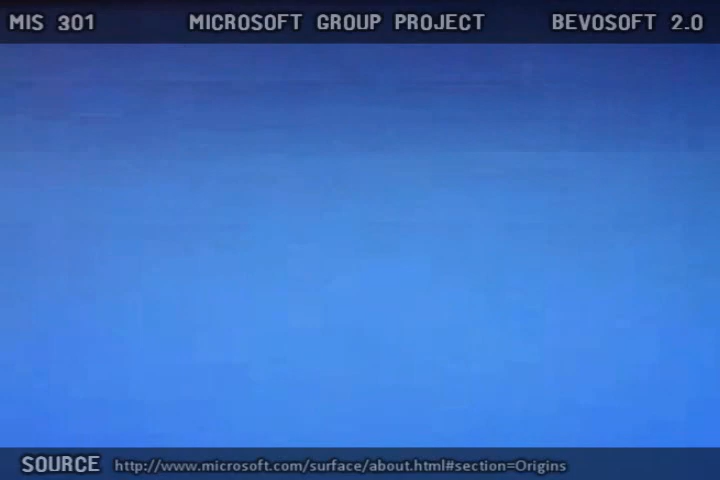 MIS 301 MICROSOFT GROUP PROJECT BEVOSOFT 2.0
SOURCE http://www.microsoft.com/surface/about.html#section=Origins